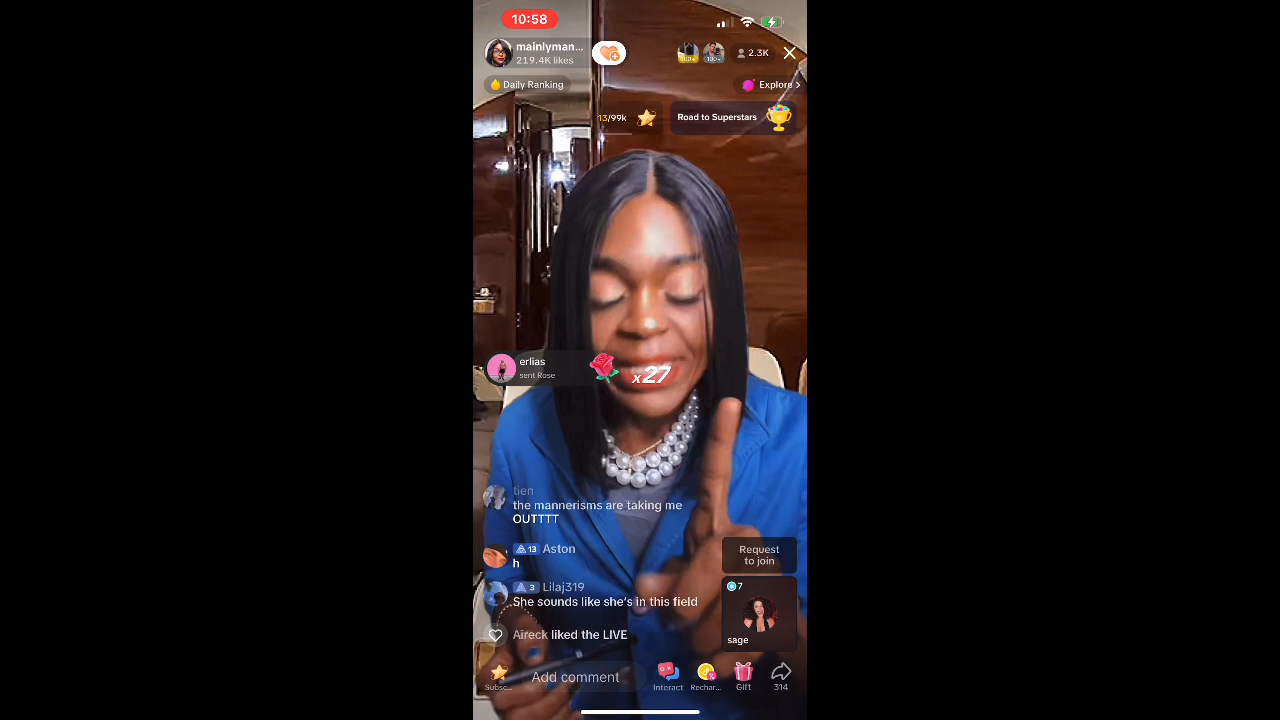 10:58
mainlyman...
219.4K likes
2.3K
Daily Ranking
Explore >
13/99k
Road to Superstars
erlias
sent Rose
x27
tien
the mannerisms are taking me
OUTTTT
13 Aston
h
3 Lilaj319
She sounds like she's in this field
Aireck liked the LIVE
Request
to join
7
sage
Add comment
Subsc...
Interact
Rechar...
Gift
314